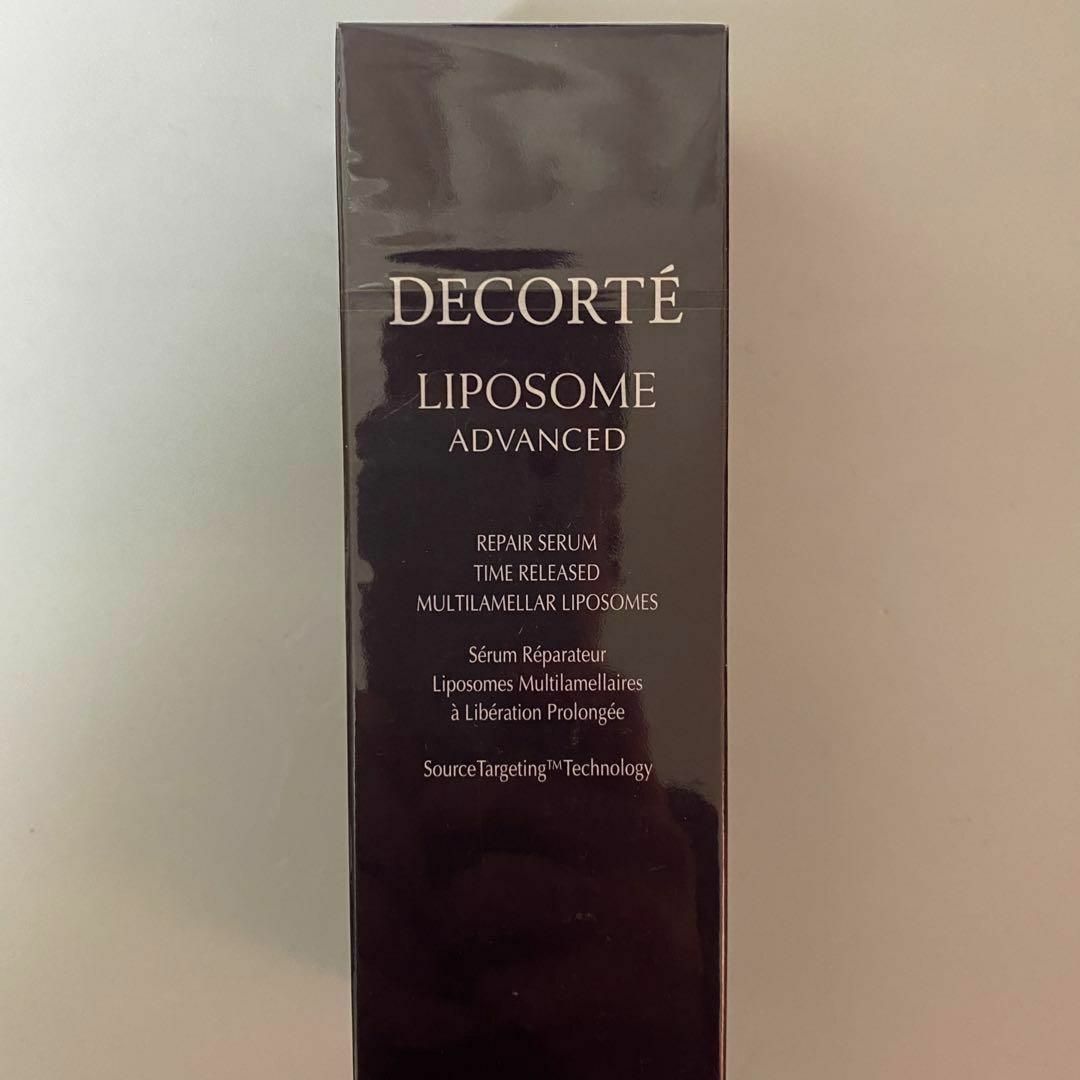 DECORTÉ
LIPOSOME
ADVANCED
REPAIR SERUM
TIME RELEASED
MULTILAMELLAR LIPOSOMES
Sérum Réparateur
Liposomes Multilamellaires
à Libération Prolongée
SourceTargeting™Technology